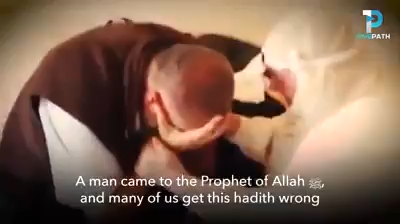 PATH
A man came to the Prophet of Allah ﷺ,
and many of us get this hadith wrong